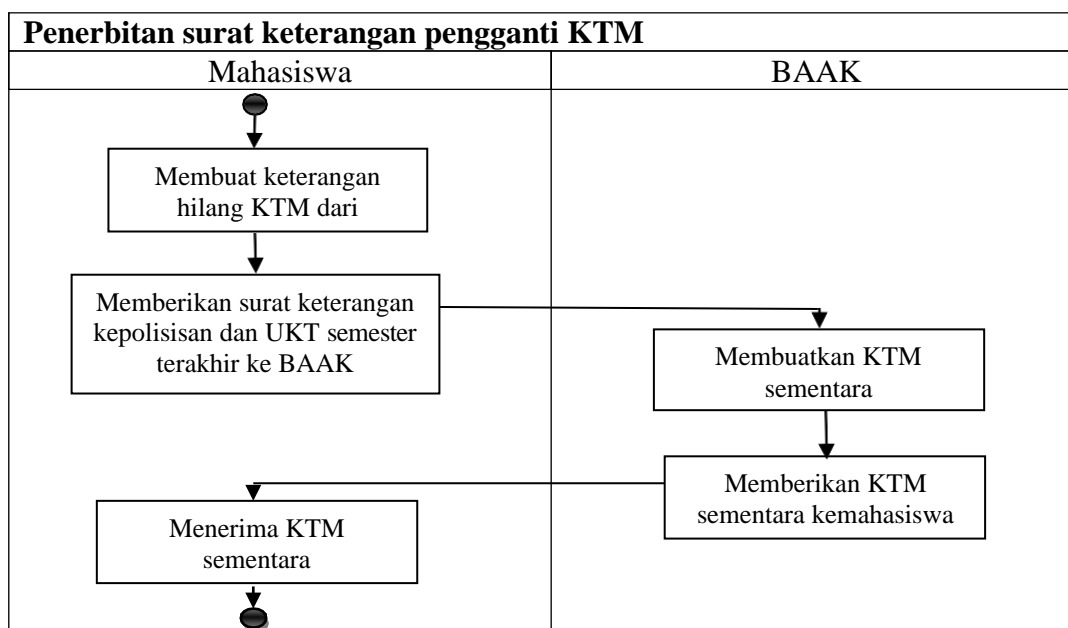 Penerbitan surat keterangan pengganti KTM
Mahasiswa
BAAK
Membuat keterangan
hilang KTM dari
Memberikan surat keterangan
kepolisisan dan UKT semester
terakhir ke BAAK
Membuatkan KTM
sementara
Memberikan KTM
sementara kemahasiswa
Menerima KTM
sementara